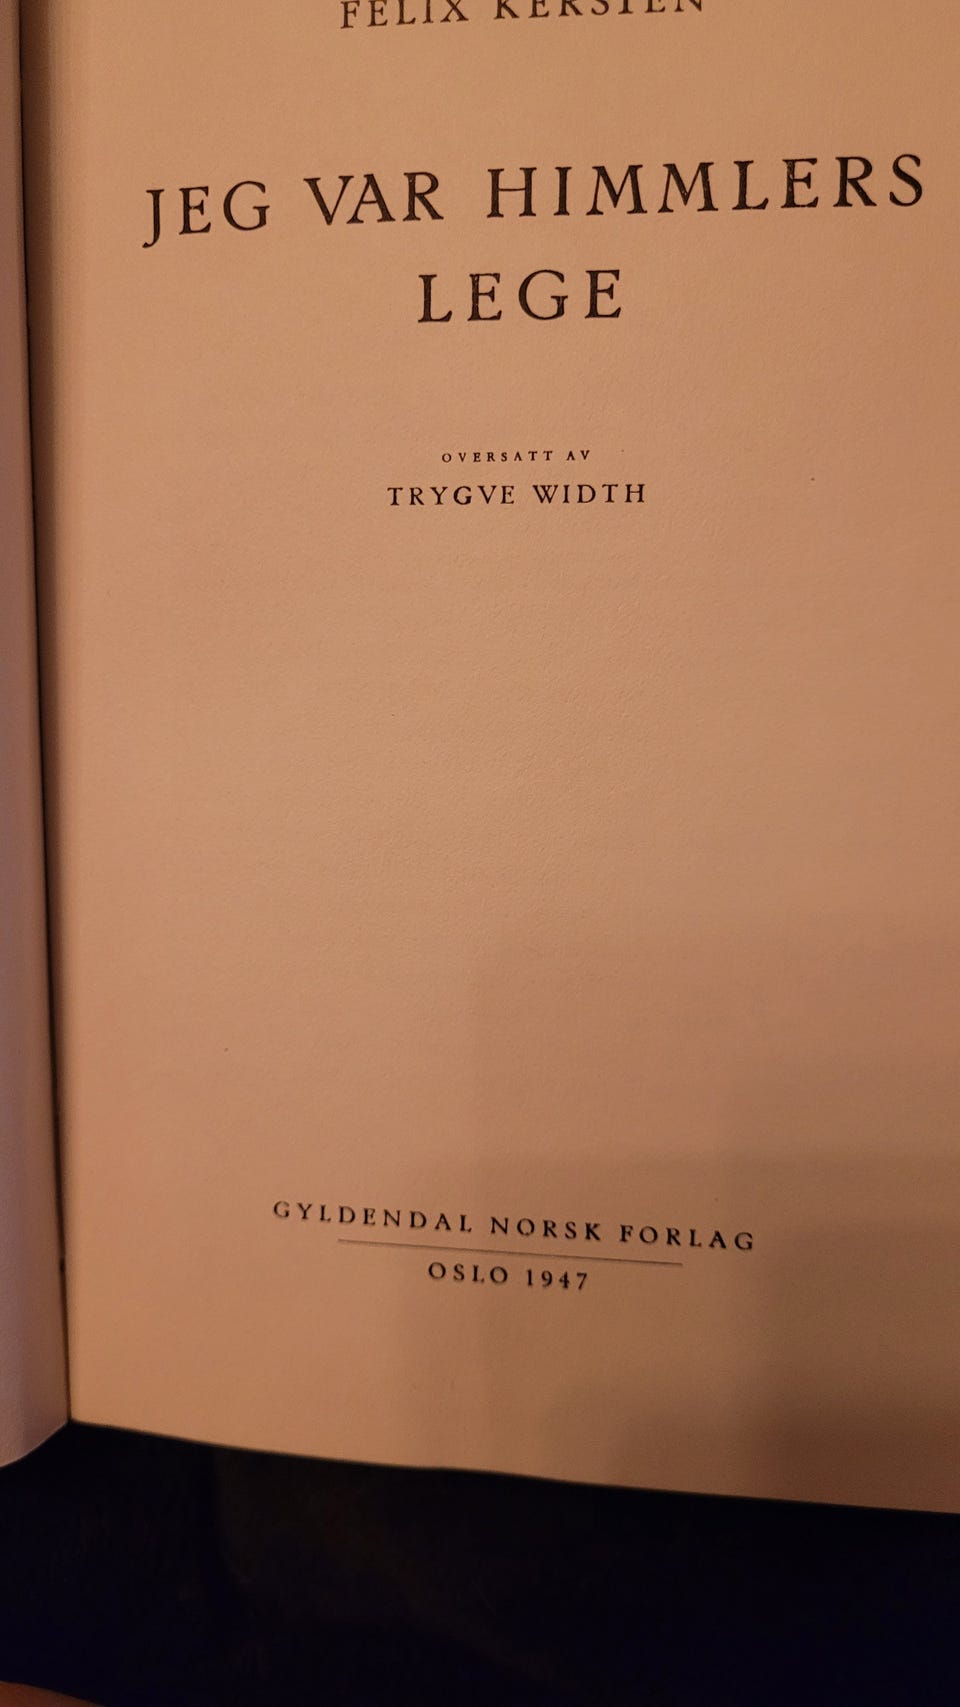 FELIX KERSTEN
JEG VAR HIMMLERS
LEGE
OVERSATT AV
TRYGVE WIDTH
GYLDENDAL NORSK FORLAG
OSLO 1947